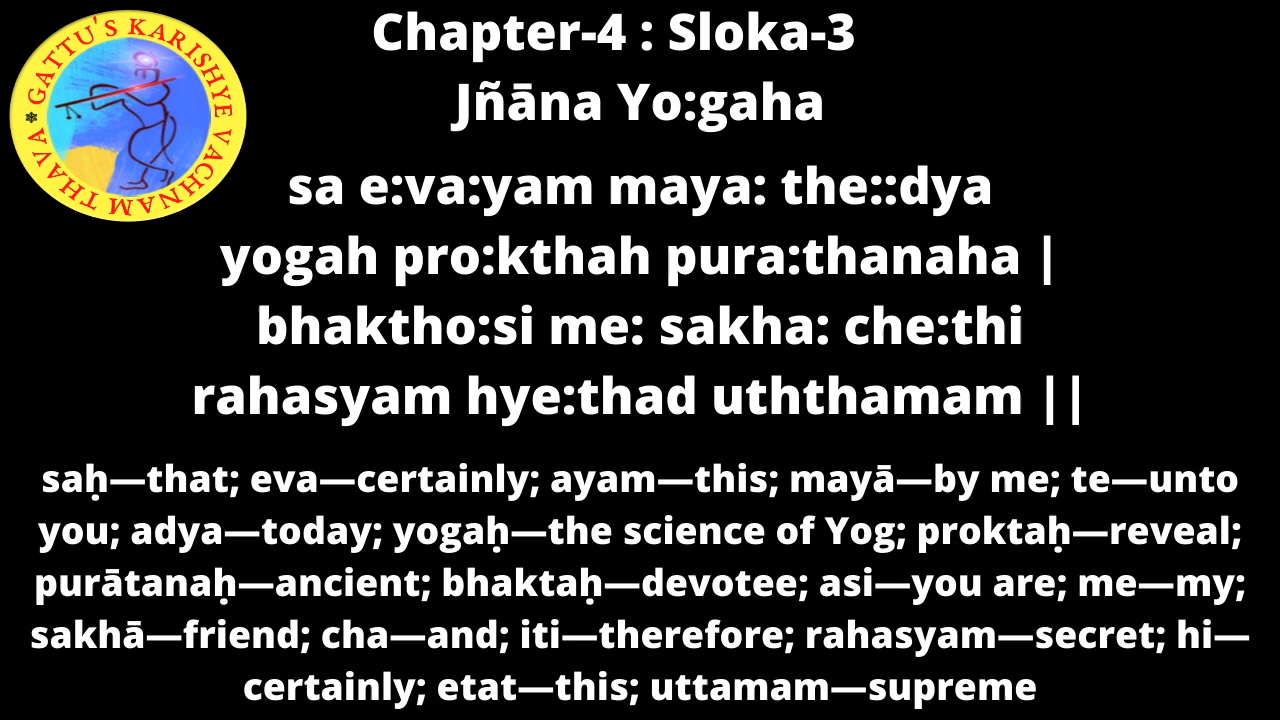 GATTU'S KARISHYE VACHNAM THAVA
Chapter-4 : Sloka-3
Jñāna Yo:gaha
sa e:va:yam maya: the::dya
yogah pro:kthah pura:thanaha |
bhaktho:si me: sakha: che:thi
rahasyam hye:thad uththamam ||
saḥ—that; eva—certainly; ayam—this; mayā—by me; te—unto
you; adya—today; yogaḥ—the science of Yog; proktaḥ—reveal;
purātanaḥ—ancient; bhaktaḥ—devotee; asi—you are; me—my;
sakhā—friend; cha—and; iti—therefore; rahasyam—secret; hi—
certainly; etat—this; uttamam—supreme